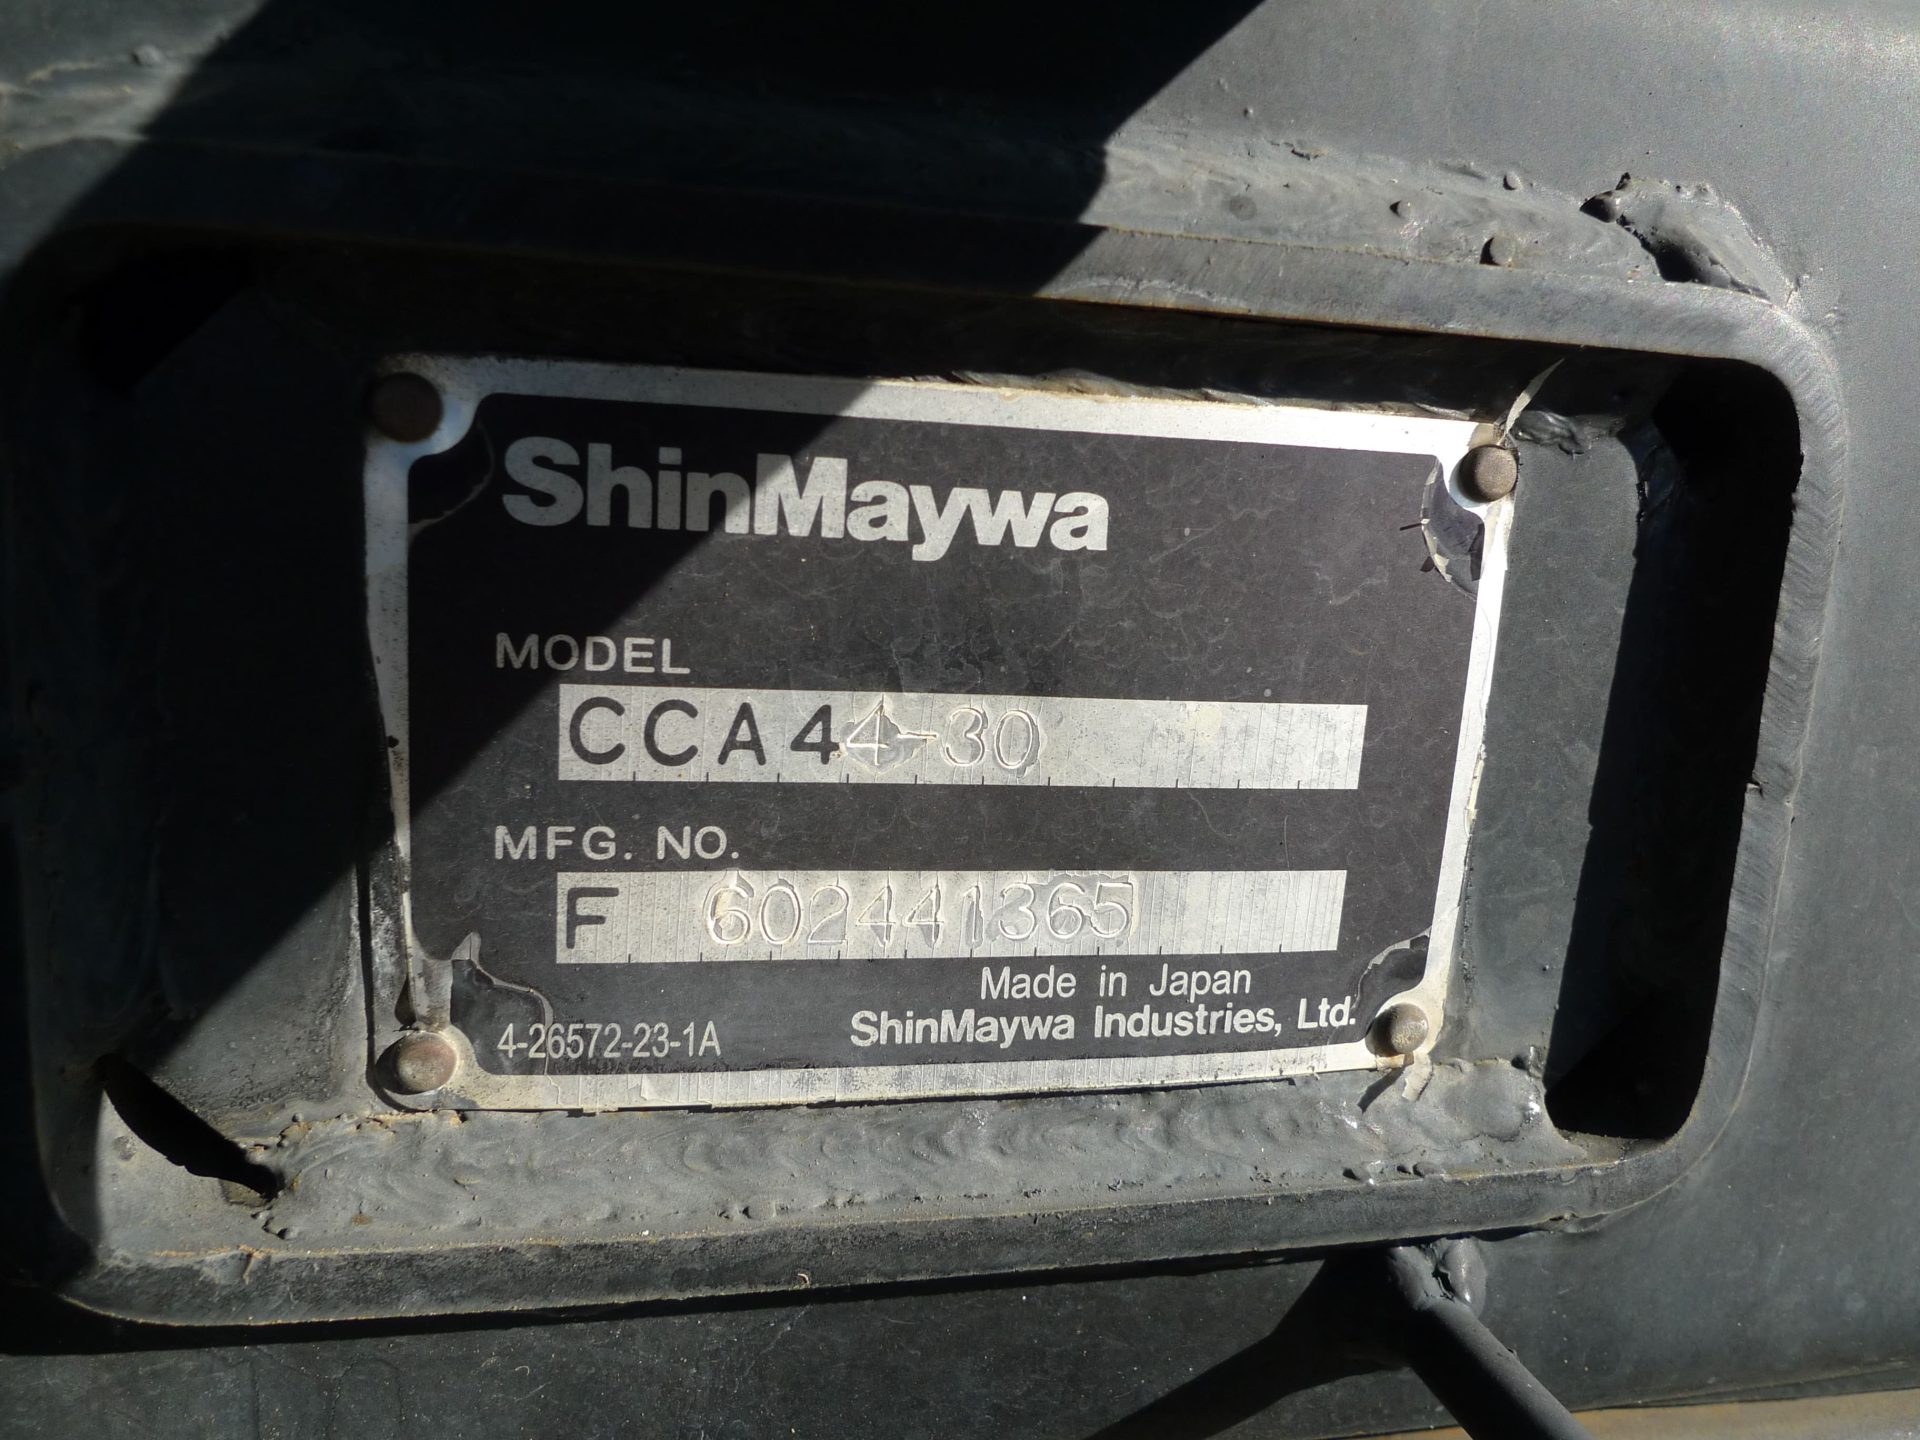 ShinMaywa
MODEL
CCA44-30
MFG. NO.
F 602441365
Made in Japan
4-26572-23-1A ShinMaywa Industries, Ltd.